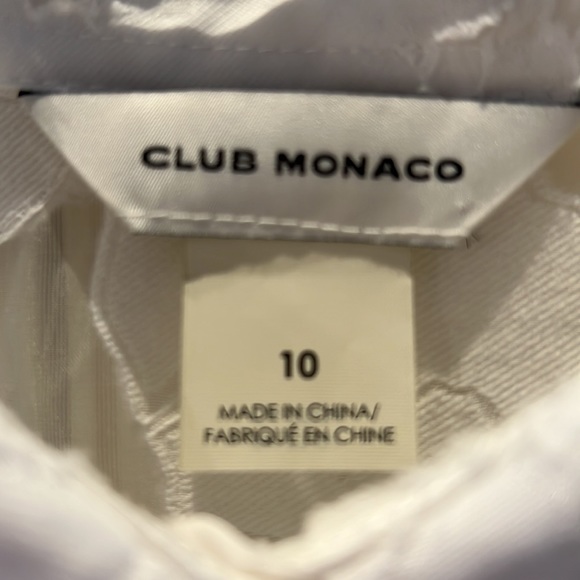 CLUB MONACO
10
MADE IN CHINA/
FABRIQUÉ EN CHINE